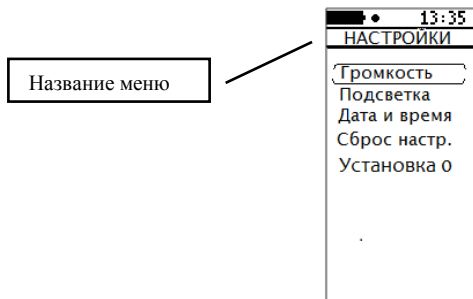 13:35
НАСТРОЙКИ
Название меню
Громкость
Подсветка
Дата и время
Сброс настр.
Установка 0